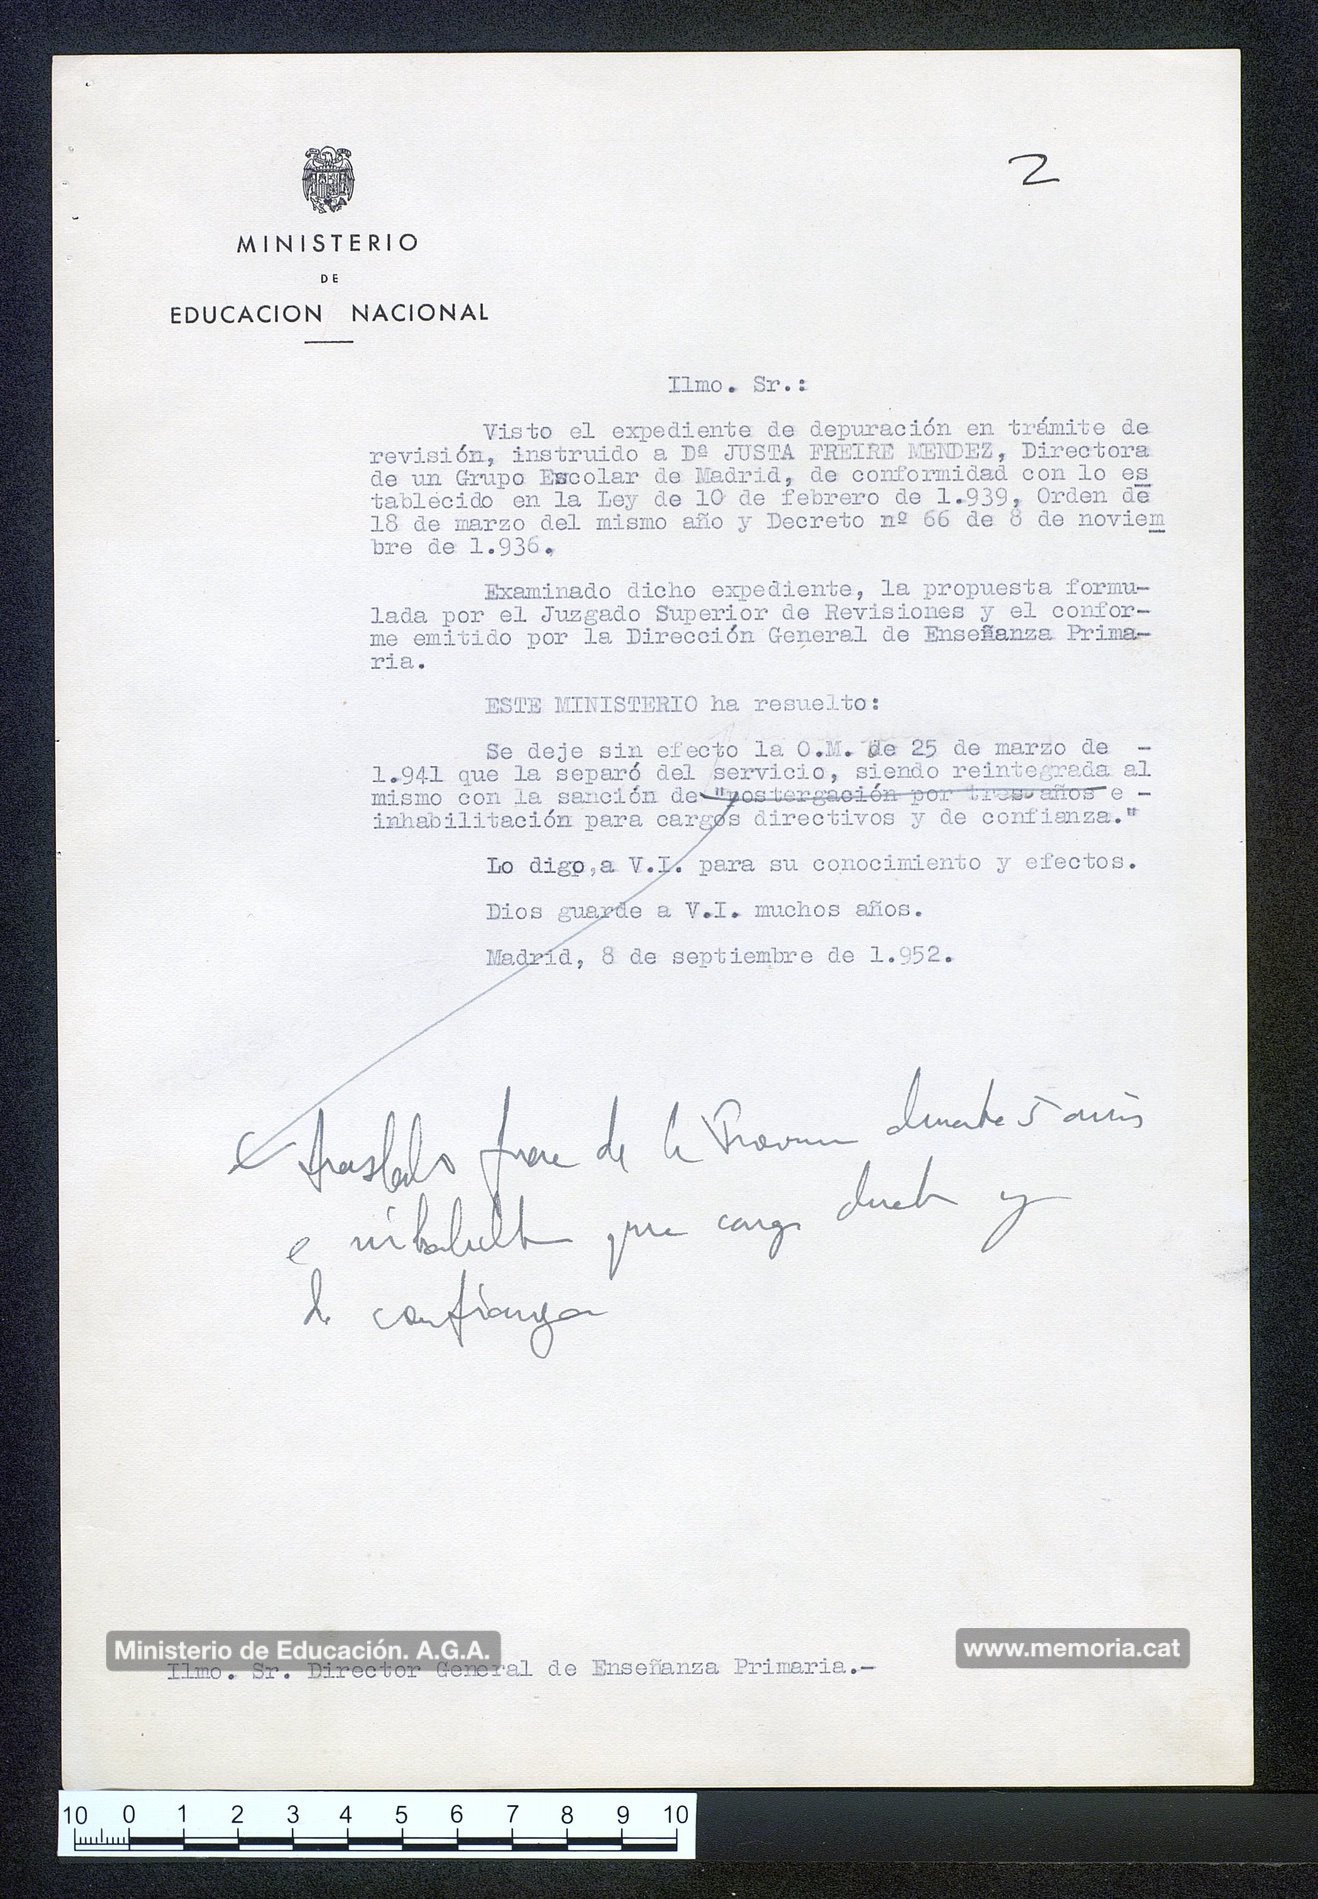 2
MINISTERIO
DE
EDUCACION NACIONAL
Ilmo. Sr.:
Visto el expediente de depuración en trámite de
revisión, instruido a Dª JUSTA FREIRE MENDEZ, Directora
de un Grupo Escolar de Madrid, de conformidad con lo es
tablecido en la Ley de 10 de febrero de 1.939, Orden de
18 de marzo del mismo año y Decreto nº 66 de 8 de noviem
bre de 1.936.
Examinado dicho expediente, la propuesta formu-
lada por el Juzgado Superior de Revisiones y el confor-
me emitido por la Dirección General de Enseñanza Prima-
ria.
ESTE MINISTERIO ha resuelto:
Se deje sin efecto la O.M. de 25 de marzo de -
1.941 que la separó del servicio, siendo reintegrada al
mismo con la sanción de "postergación por tres años e -
inhabilitación para cargos directivos y de confianza."
Lo digo,a V.I. para su conocimiento y efectos.
Dios guarde a V.I. muchos años.
Madrid, 8 de septiembre de 1.952.
traslado fuera de la Provincia durante 5 años
e inhabilit para cargo direct y
de confianza
Ministerio de Educación. A.G.A.
www.memoria.cat
Ilmo. Sr. Director General de Enseñanza Primaria.-
10 0 1 2 3 4 5 6 7 8 9 10